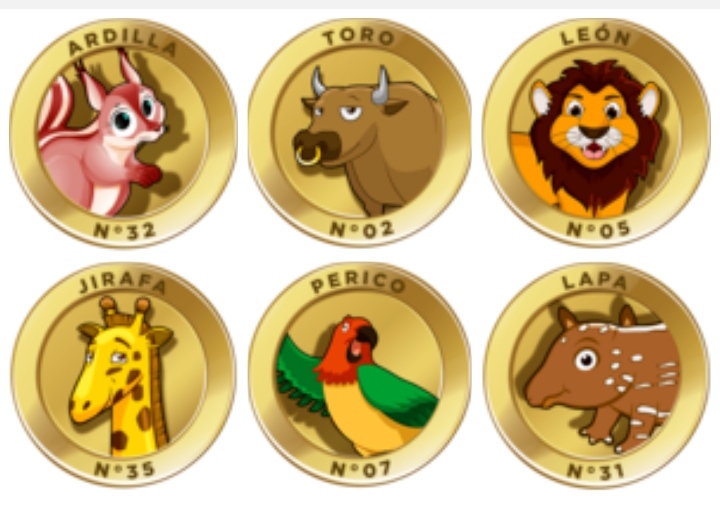 ARDILLA
N°32
TORO
N°02
LEÓN
N°05
JIRAFA
N°35
PERICO
N°07
LAPA
N°31